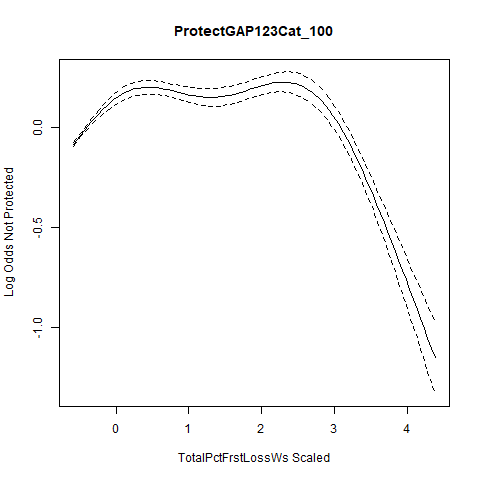 ProtectGAP123Cat_100
Log Odds Not Protected
0.0
-0.5
-1.0
0 1 2 3 4
TotalPctFrstLossWs Scaled